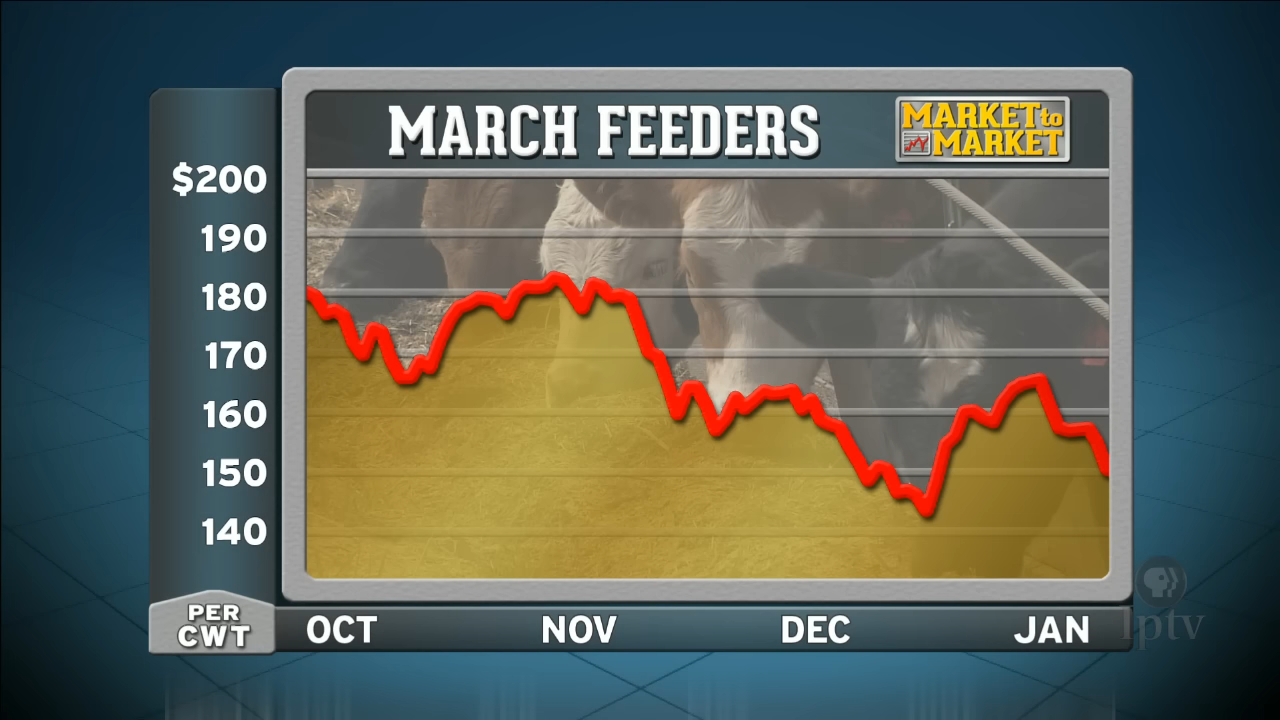 MARCH FEEDERS
MARKET to
MARKET
$200
190
180
170
160
150
140
PER
CWT
OCT NOV DEC JAN
iptv